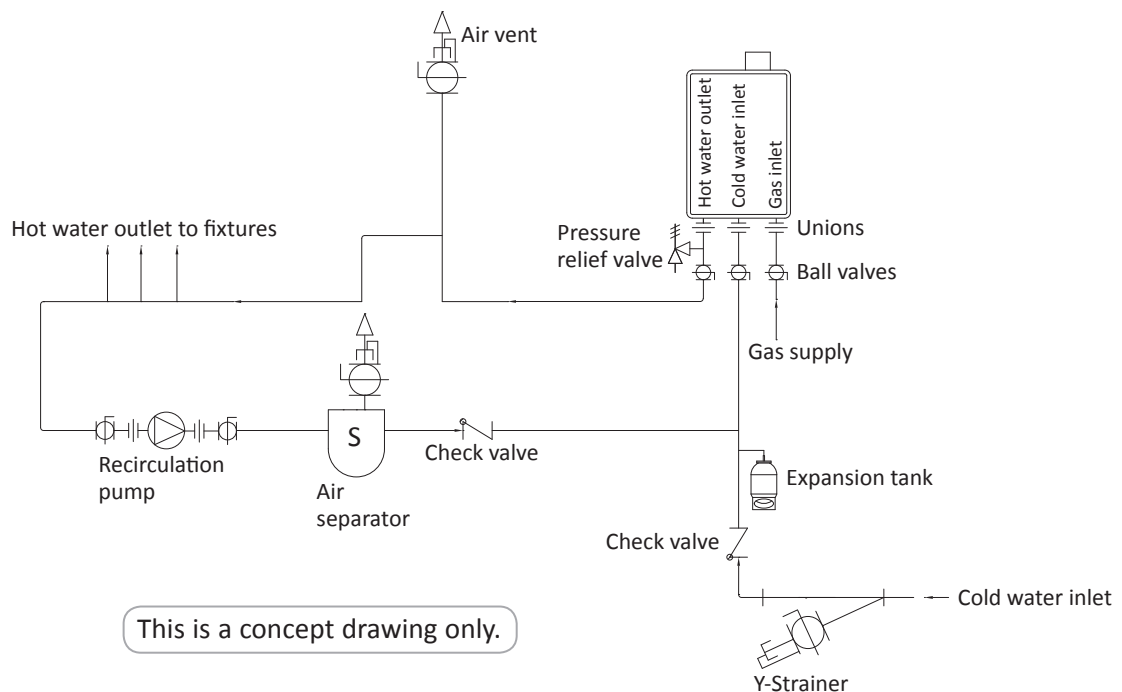 Air vent
Hot water outlet
Cold water inlet
Gas inlet
Hot water outlet to fixtures
Pressure
relief valve
Unions
Ball valves
Gas supply
S
Recirculation
pump
Air
separator
Check valve
Expansion tank
Check valve
Cold water inlet
Y-Strainer
This is a concept drawing only.